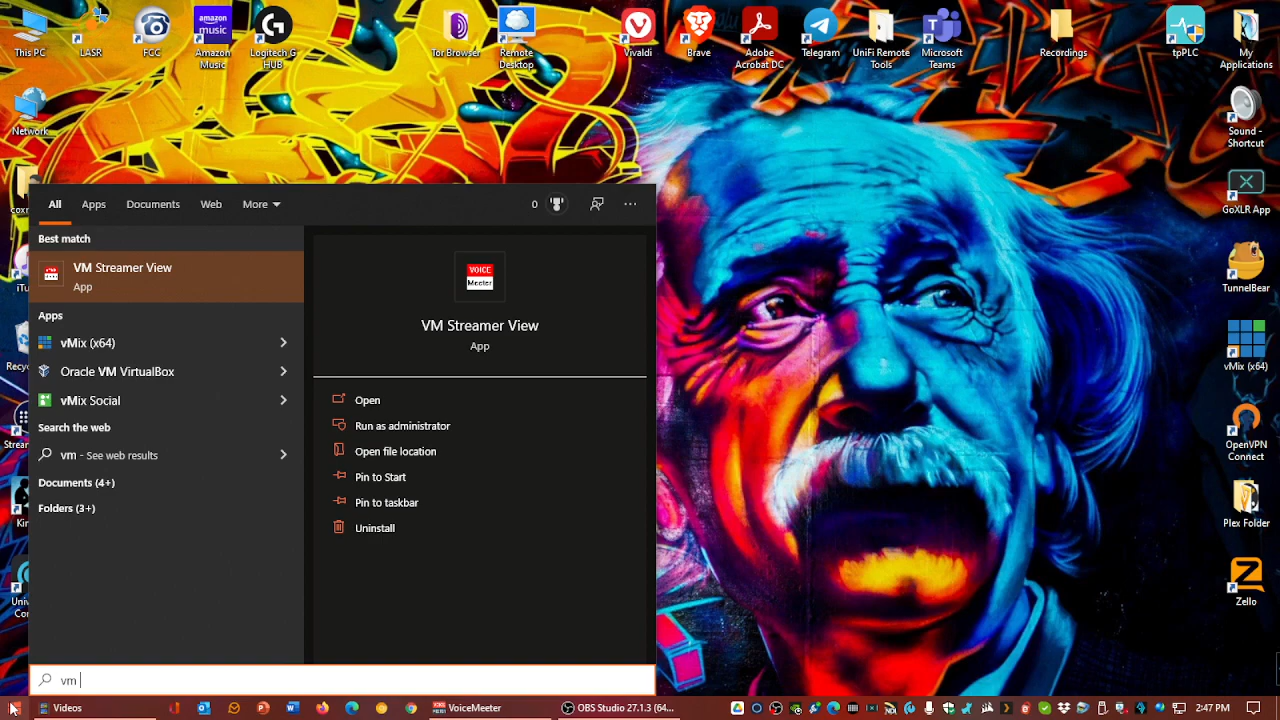 This PC
LASR
FCC
amazon
music
Amazon
Music
Logitech G
HUB
Tor Browser
Remote
Desktop
Vivaldi
Brave
Adobe
Acrobat DC
Telegram
UniFi Remote
Tools
Microsoft
Teams
Recordings
tpPLC
My
Applications
Network
Sound -
Shortcut
GoXLR App
TunnelBear
vMix (x64)
OpenVPN
Connect
Plex Folder
Zello
All
Apps
Documents
Web
More
0
Best match
VM Streamer View
App
Apps
vMix (x64)
Oracle VM VirtualBox
vMix Social
Search the web
vm - See web results
Documents (4+)
Folders (3+)
VOICE
Meeter
VM Streamer View
App
Open
Run as administrator
Open file location
Pin to Start
Pin to taskbar
Uninstall
vm
Videos
VoiceMeeter
OBS Studio 27.1.3 (64...
2:47 PM